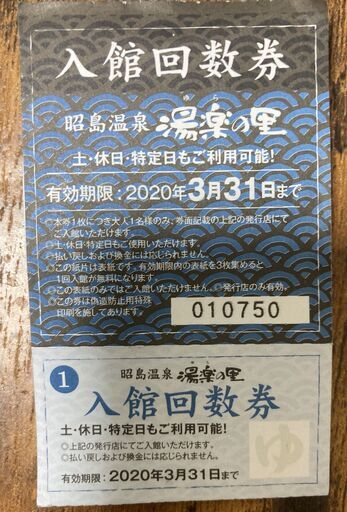 入館回数券
昭島温泉 湯楽の里
土・休日・特定日もご利用可能!
有効期限:2020年3月31日まで
◎本券1枚につき大人1名様のみ、券面記載の上記の発行店にて
ご入館いただけます。
◎土・休日・特定日もご使用いただけます。
◎払い戻しおよび換金には応じられません。
◎この紙片は表紙です。有効期限内の表紙を3枚集めると
1回入館が無料になります。
◎この表紙のみではご入館いただけません。◎発行店のみ有効。
◎この券は偽造防止用特殊
印刷を施してあります。
010750
1
昭島温泉 湯楽の里
入館回数券
土・休日・特定日もご利用可能!
◎上記の発行店にてご入館いただけます。
◎払い戻しおよび換金には応じられません。
ゆ
有効期限:2020年3月31日まで